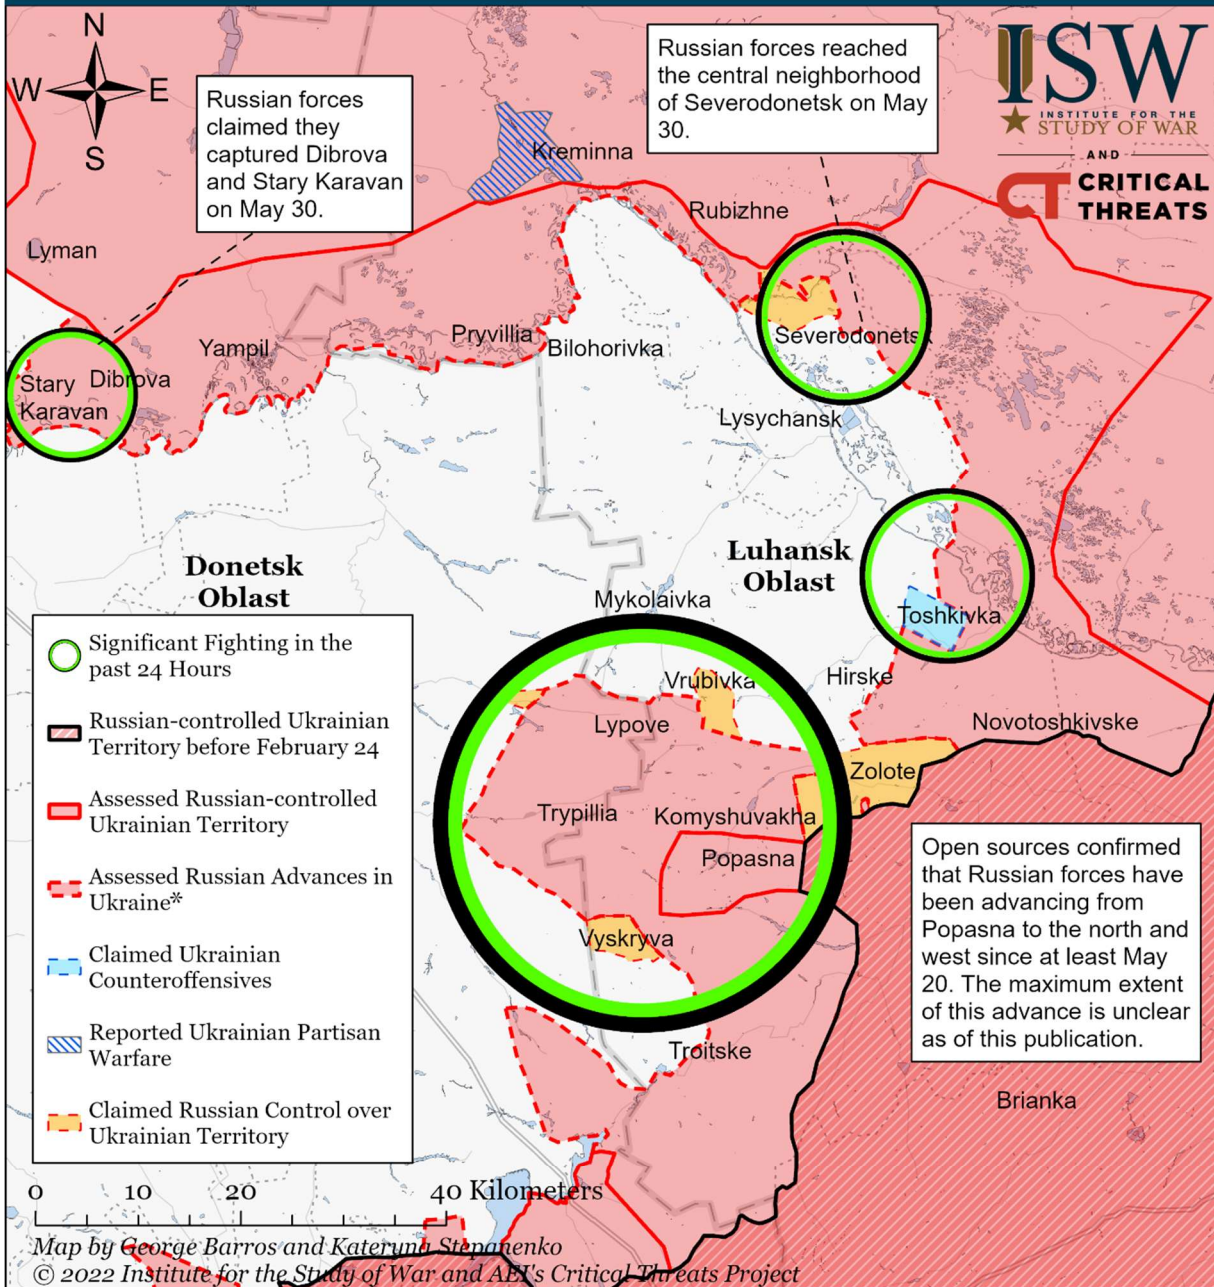 N
W
E
S
Russian forces
claimed they
captured Dibrova
and Stary Karavan
on May 30.
Russian forces reached
the central neighborhood
of Severodonetsk on May
30.
ISW
INSTITUTE FOR THE
STUDY OF WAR
AND
CT CRITICAL
THREATS
Kreminna
Rubizhne
Lyman
Yampil
Pryvillia
Bilohorivka
Severodonetsk
Stary
Karavan
Dibrova
Lysychansk
Donetsk
Oblast
Luhansk
Oblast
Mykolaivka
Toshkivka
Vrubivka
Hirske
Lypove
Novotoshkivske
Zolote
Trypillia
Komyshuvakha
Popasna
Vyskryva
Troitske
Brianka
Significant Fighting in the
past 24 Hours
Russian-controlled Ukrainian
Territory before February 24
Assessed Russian-controlled
Ukrainian Territory
Assessed Russian Advances in
Ukraine*
Claimed Ukrainian
Counteroffensives
Reported Ukrainian Partisan
Warfare
Claimed Russian Control over
Ukrainian Territory
Open sources confirmed
that Russian forces have
been advancing from
Popasna to the north and
west since at least May
20. The maximum extent
of this advance is unclear
as of this publication.
0 10 20 40 Kilometers
Map by George Barros and Kateryna Stepanenko
© 2022 Institute for the Study of War and AEI's Critical Threats Project